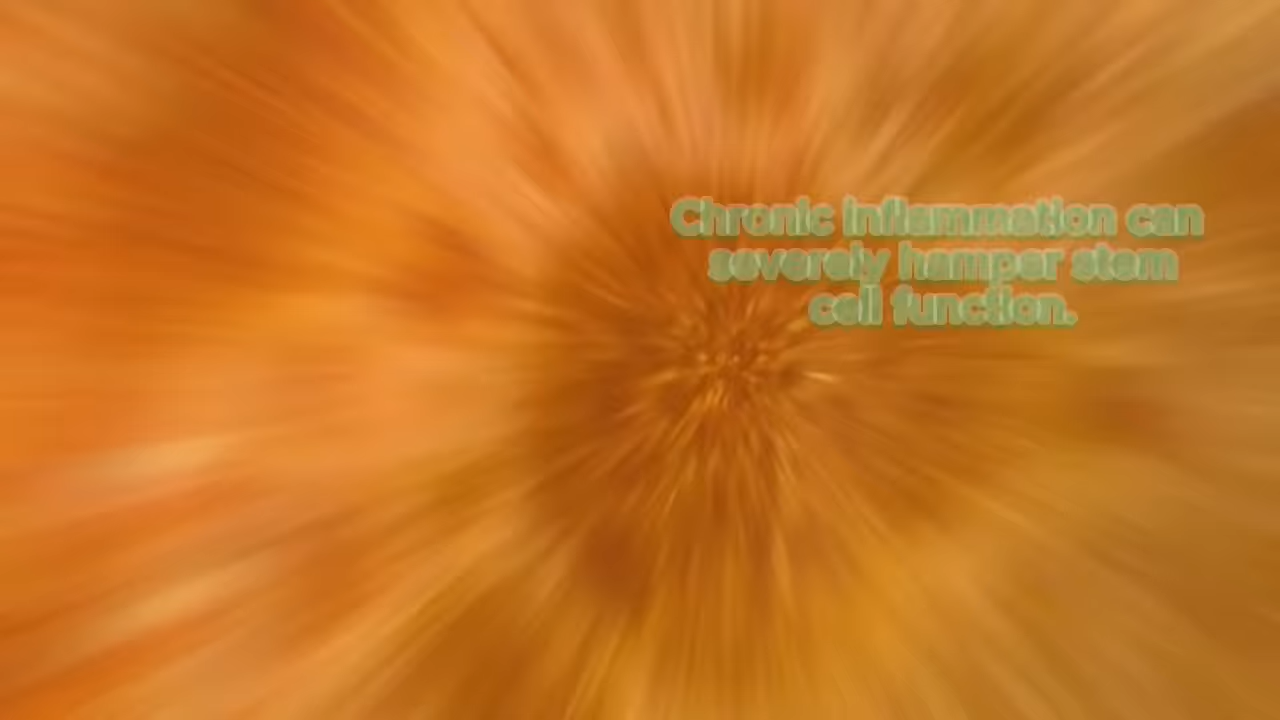 Chronic inflammation can
severely hamper stem
cell function.